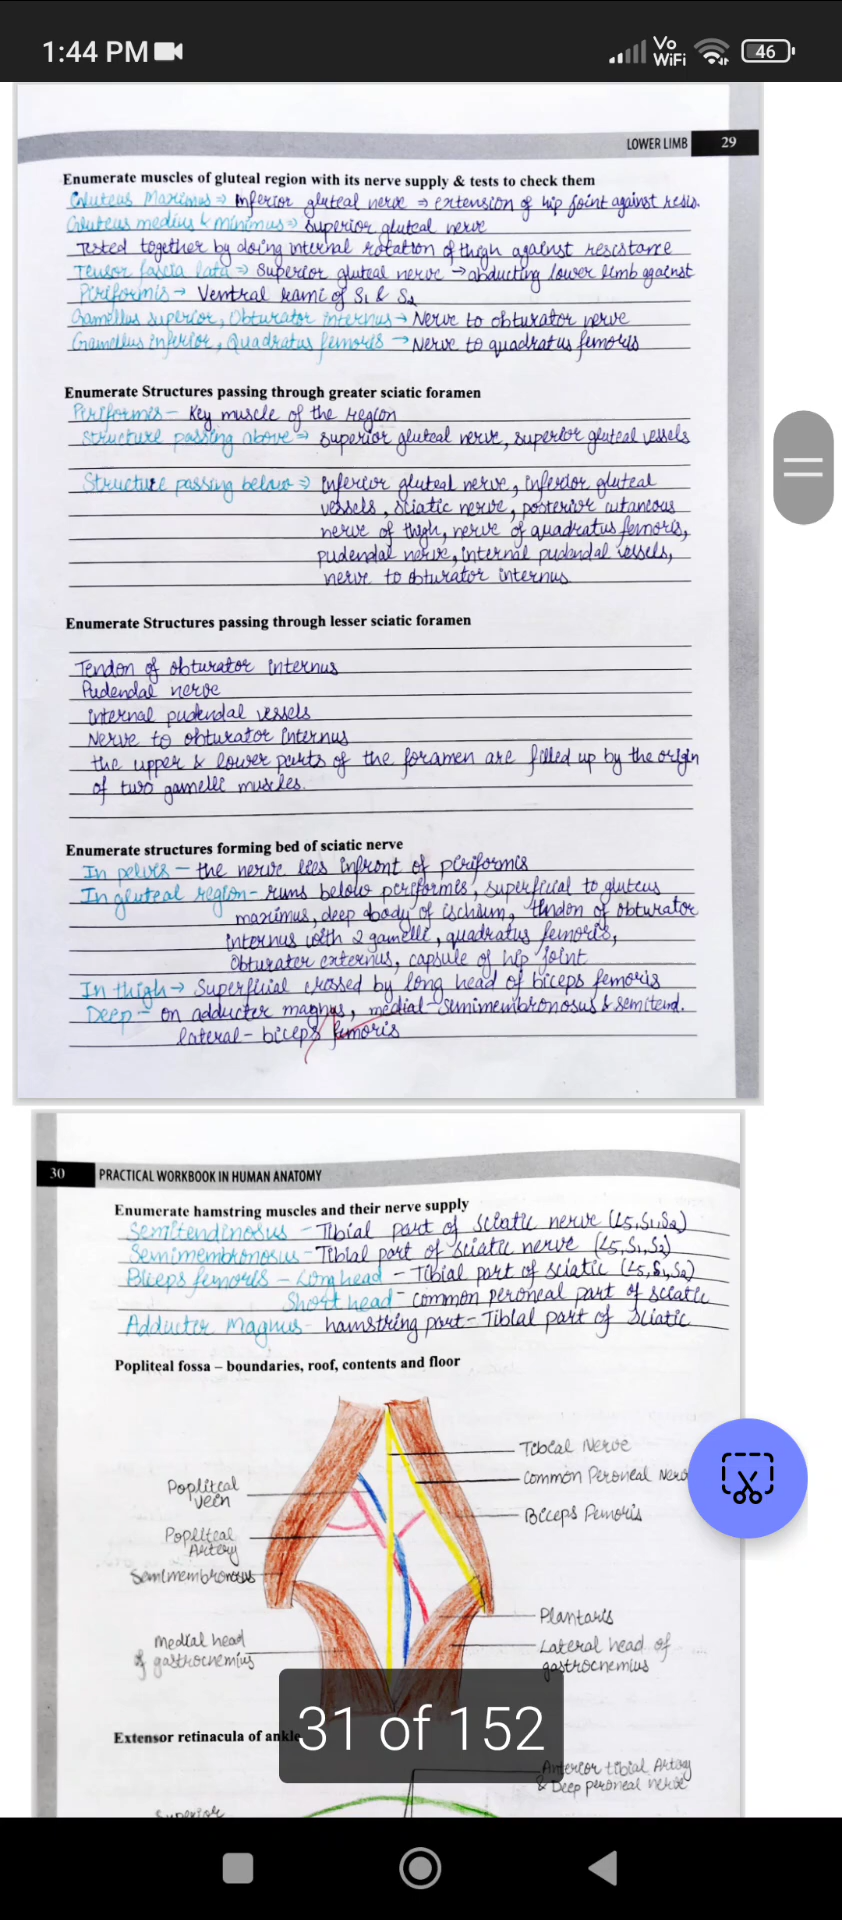 1:44 PM
Vo WiFi
46
LOWER LIMB 29
Enumerate muscles of gluteal region with its nerve supply & tests to check them
Gluteus Maximus ⇒ Inferior gluteal nerve ⇒ extension of hip joint against resis.
Gluteus medius & minimus ⇒ superior gluteal nerve
Tested together by doing internal rotation of thigh against rescstance
Tensor fascia lata ⇒ Superior gluteal nerve → abducting lower limb against
Piriformis → Ventral rami of S1 & S2
Gamellus superior, Obturator internus → Nerve to obturator nerve
Gamellus inferior, Quadratus femoris → Nerve to quadratus femoris
Enumerate Structures passing through greater sciatic foramen
Piriformis - Key muscle of the region
Structure passing above ⇒ superior gluteal nerve, superior gluteal vessels
Structure passing below ⇒ inferior gluteal nerve, inferior gluteal
vessels, sciatic nerve, posterior cutaneous
nerve of thigh, nerve of quadratus femoris,
pudendal nerve, internal pudendal vessels,
nerve to obturator internus
Enumerate Structures passing through lesser sciatic foramen
Tendon of obturator internus
Pudendal nerve
internal pudendal vessels
Nerve to obturator internus
the upper & lower parts of the foramen are filled up by the origin
of two gamelli muscles.
Enumerate structures forming bed of sciatic nerve
In pelvis - the nerve lies infront of piriformis
In gluteal region - runs below piriformis, superficial to gluteus
maximus, deep body of ischium, tendon of obturator
internus with 2 gamelli, quadratus femoris,
Obturater externus, capsule of hip joint
In thigh → Superficial crossed by long head of biceps femoris
Deep - on adductor magnus, medial - Semimembronosus & semitend.
lateral - biceps femoris
30 PRACTICAL WORKBOOK IN HUMAN ANATOMY
Enumerate hamstring muscles and their nerve supply
Semitendinosus - Tibial part of sciatic nerve (L5, S1, S2)
Semimembronosus - Tibial part of sciatic nerve (L5, S1, S2)
Biceps femoris - Long head - Tibial part of sciatic (L5, S1, S2)
Short head - common peroneal part of sciatic
Adductor Magnus - hamstring part - Tibial part of sciatic
Popliteal fossa – boundaries, roof, contents and floor
Tibial Nerve
Popliteal
vein
Common Peroneal
Biceps Femoris
Popliteal
Artery
Semimembronosus
Plantaris
Medial head
of gastrocnemius
Lateral head of
gastrocnemius
31 of 152
Extensor retinacula of ankle
Anterior tibial Artery
& Deep peroneal nerve
Superior